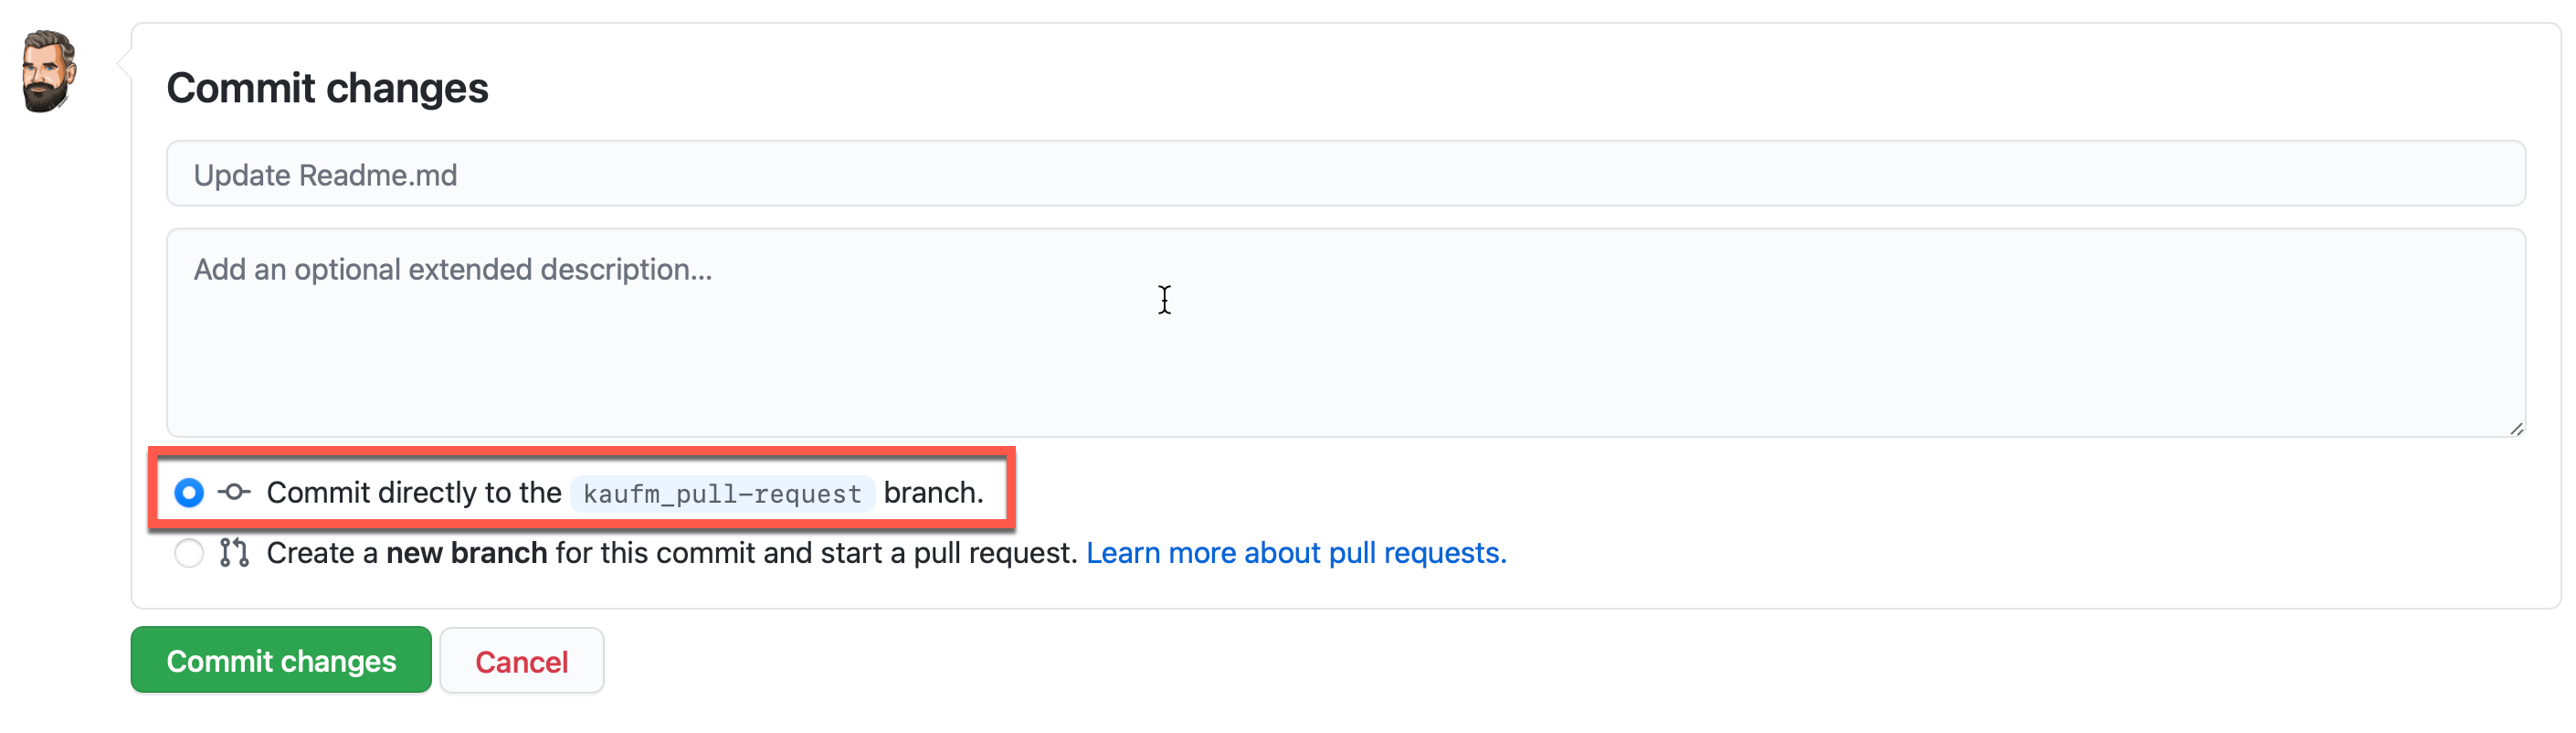 Commit changes
Update Readme.md
Add an optional extended description...
Commit directly to the kaufm_pull-request branch.
Create a new branch for this commit and start a pull request. Learn more about pull requests.
Commit changes Cancel